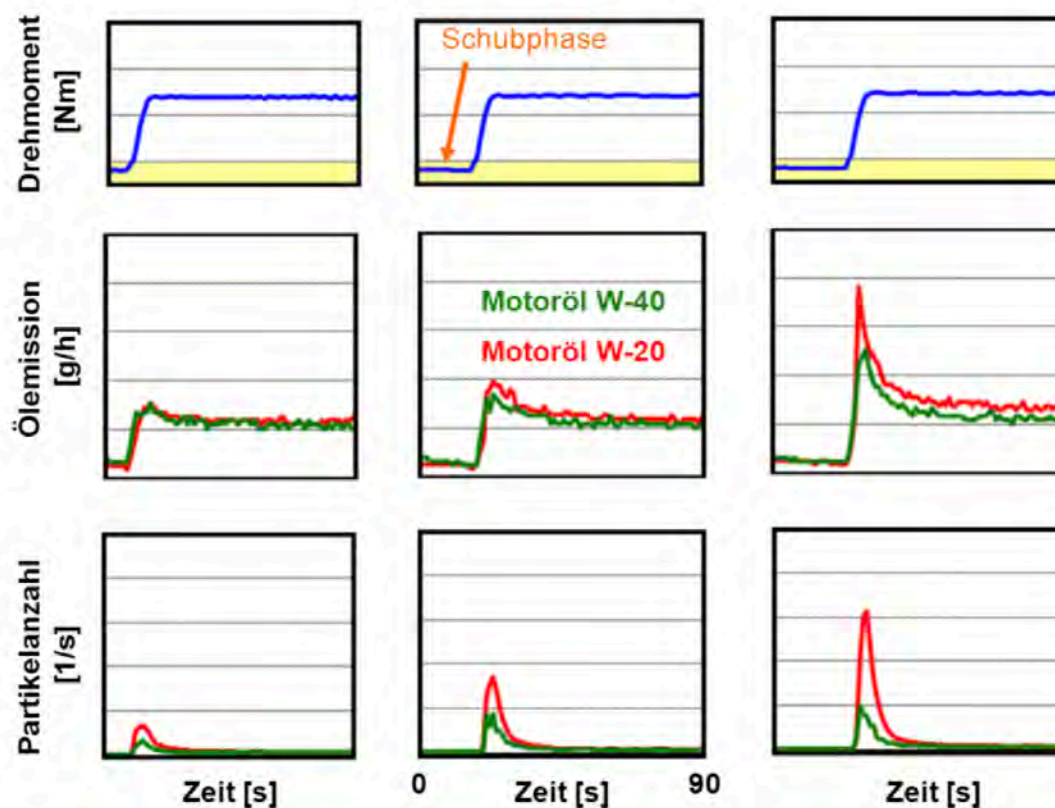 Drehmoment
[Nm]
Schubphase
Ölemission
[g/h]
Motoröl W-40
Motoröl W-20
Partikelanzahl
[1/s]
Zeit [s]
0
Zeit [s]
90
Zeit [s]